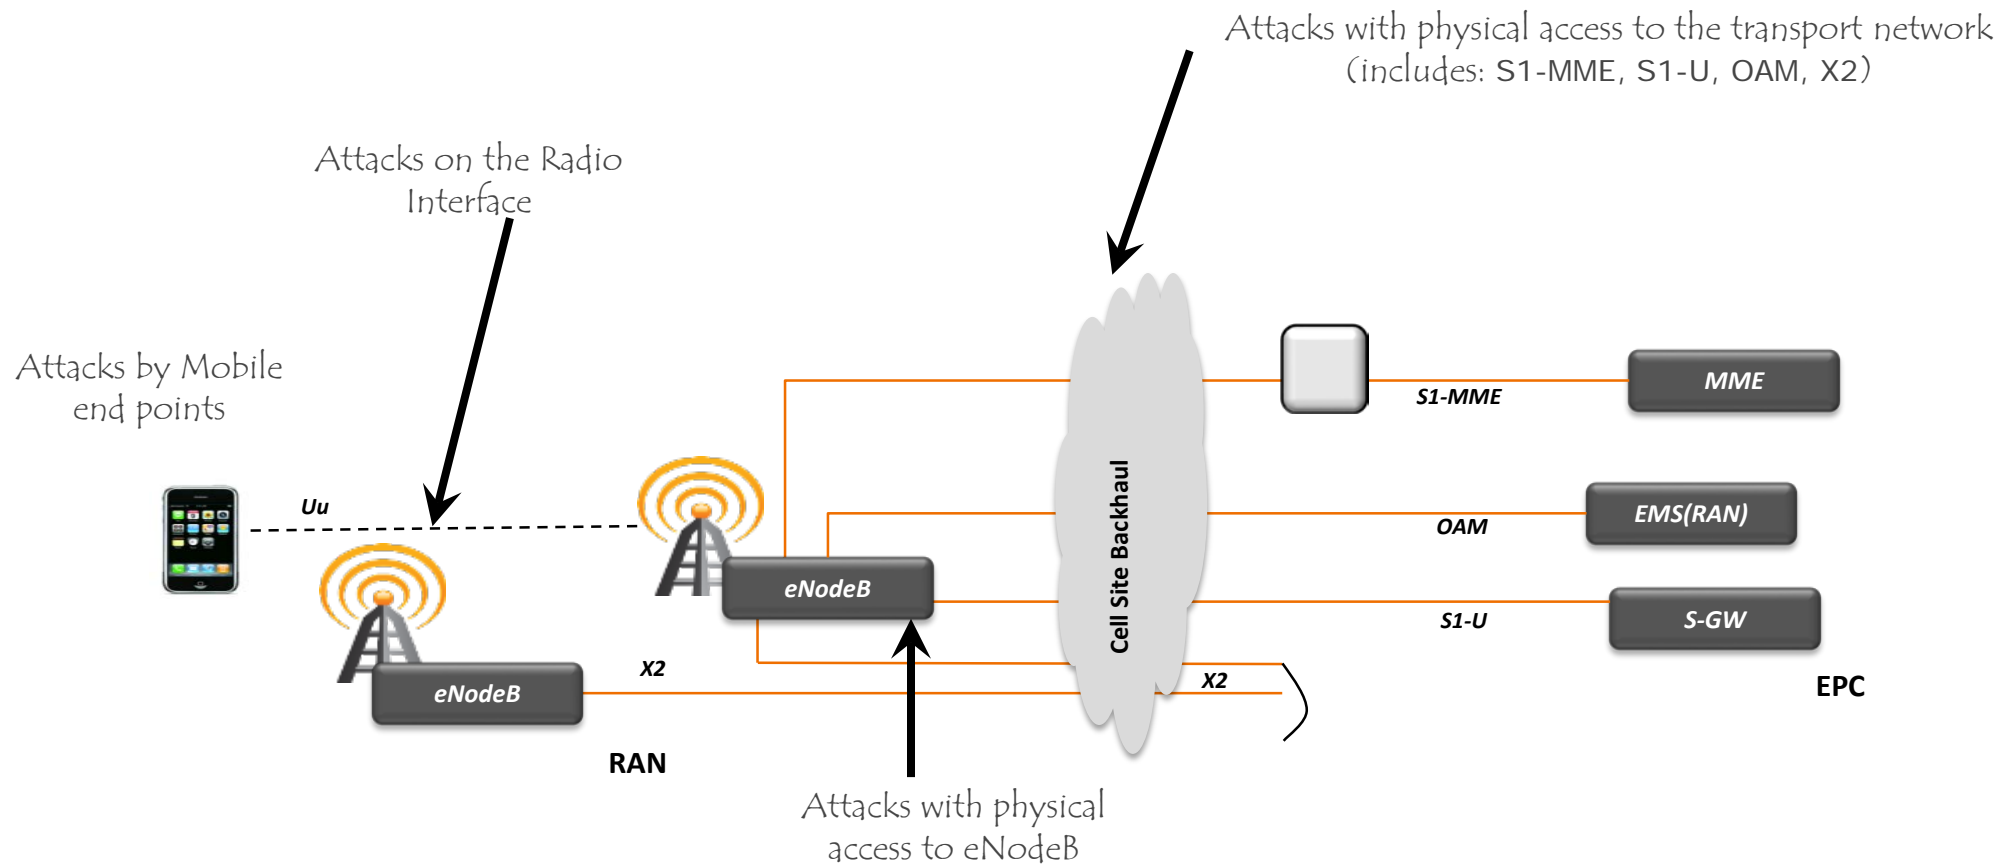 Attacks with physical access to the transport network
(includes: S1-MME, S1-U, OAM, X2)
Attacks on the Radio
Interface
Attacks by Mobile
end points
MME
S1-MME
Cell Site Backhaul
Uu
EMS(RAN)
OAM
eNodeB
S-GW
S1-U
X2
X2
eNodeB
EPC
RAN
Attacks with physical
access to eNodeB